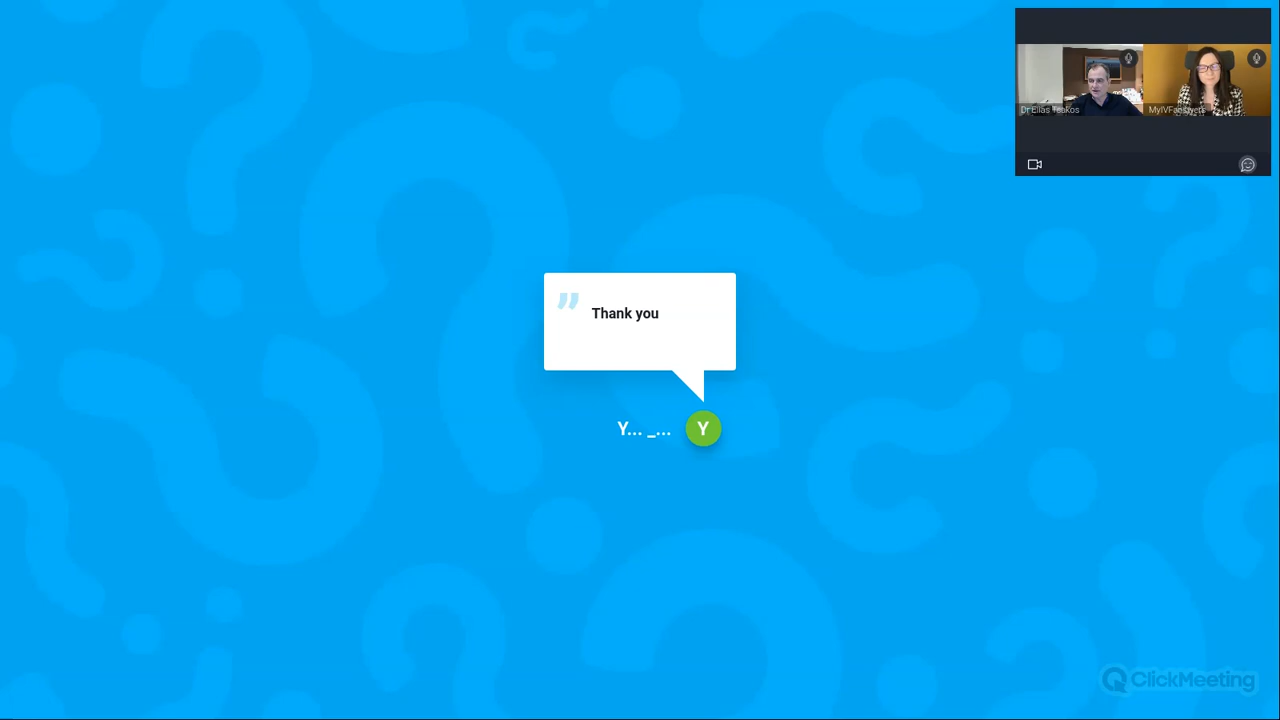 Dr Elias Tsakos
MyIVFanswers
Thank you
Y... _...
Y
ClickMeeting